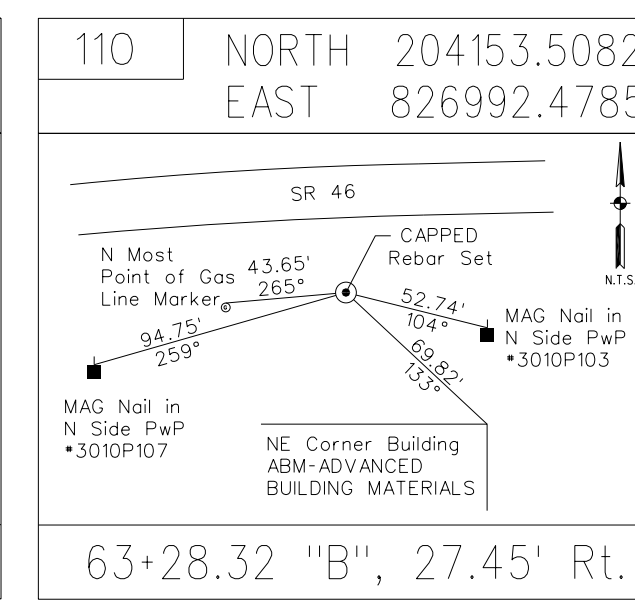 110
NORTH 204153.5082
EAST 826992.4785
SR 46
N.T.S.
N Most
Point of Gas
Line Marker
43.65'
265°
CAPPED
Rebar Set
94.75'
259°
52.74'
104°
69.82'
133°
MAG Nail in
N Side PwP
#3010P103
MAG Nail in
N Side PwP
#3010P107
NE Corner Building
ABM-ADVANCED
BUILDING MATERIALS
63+28.32 "B", 27.45' Rt.